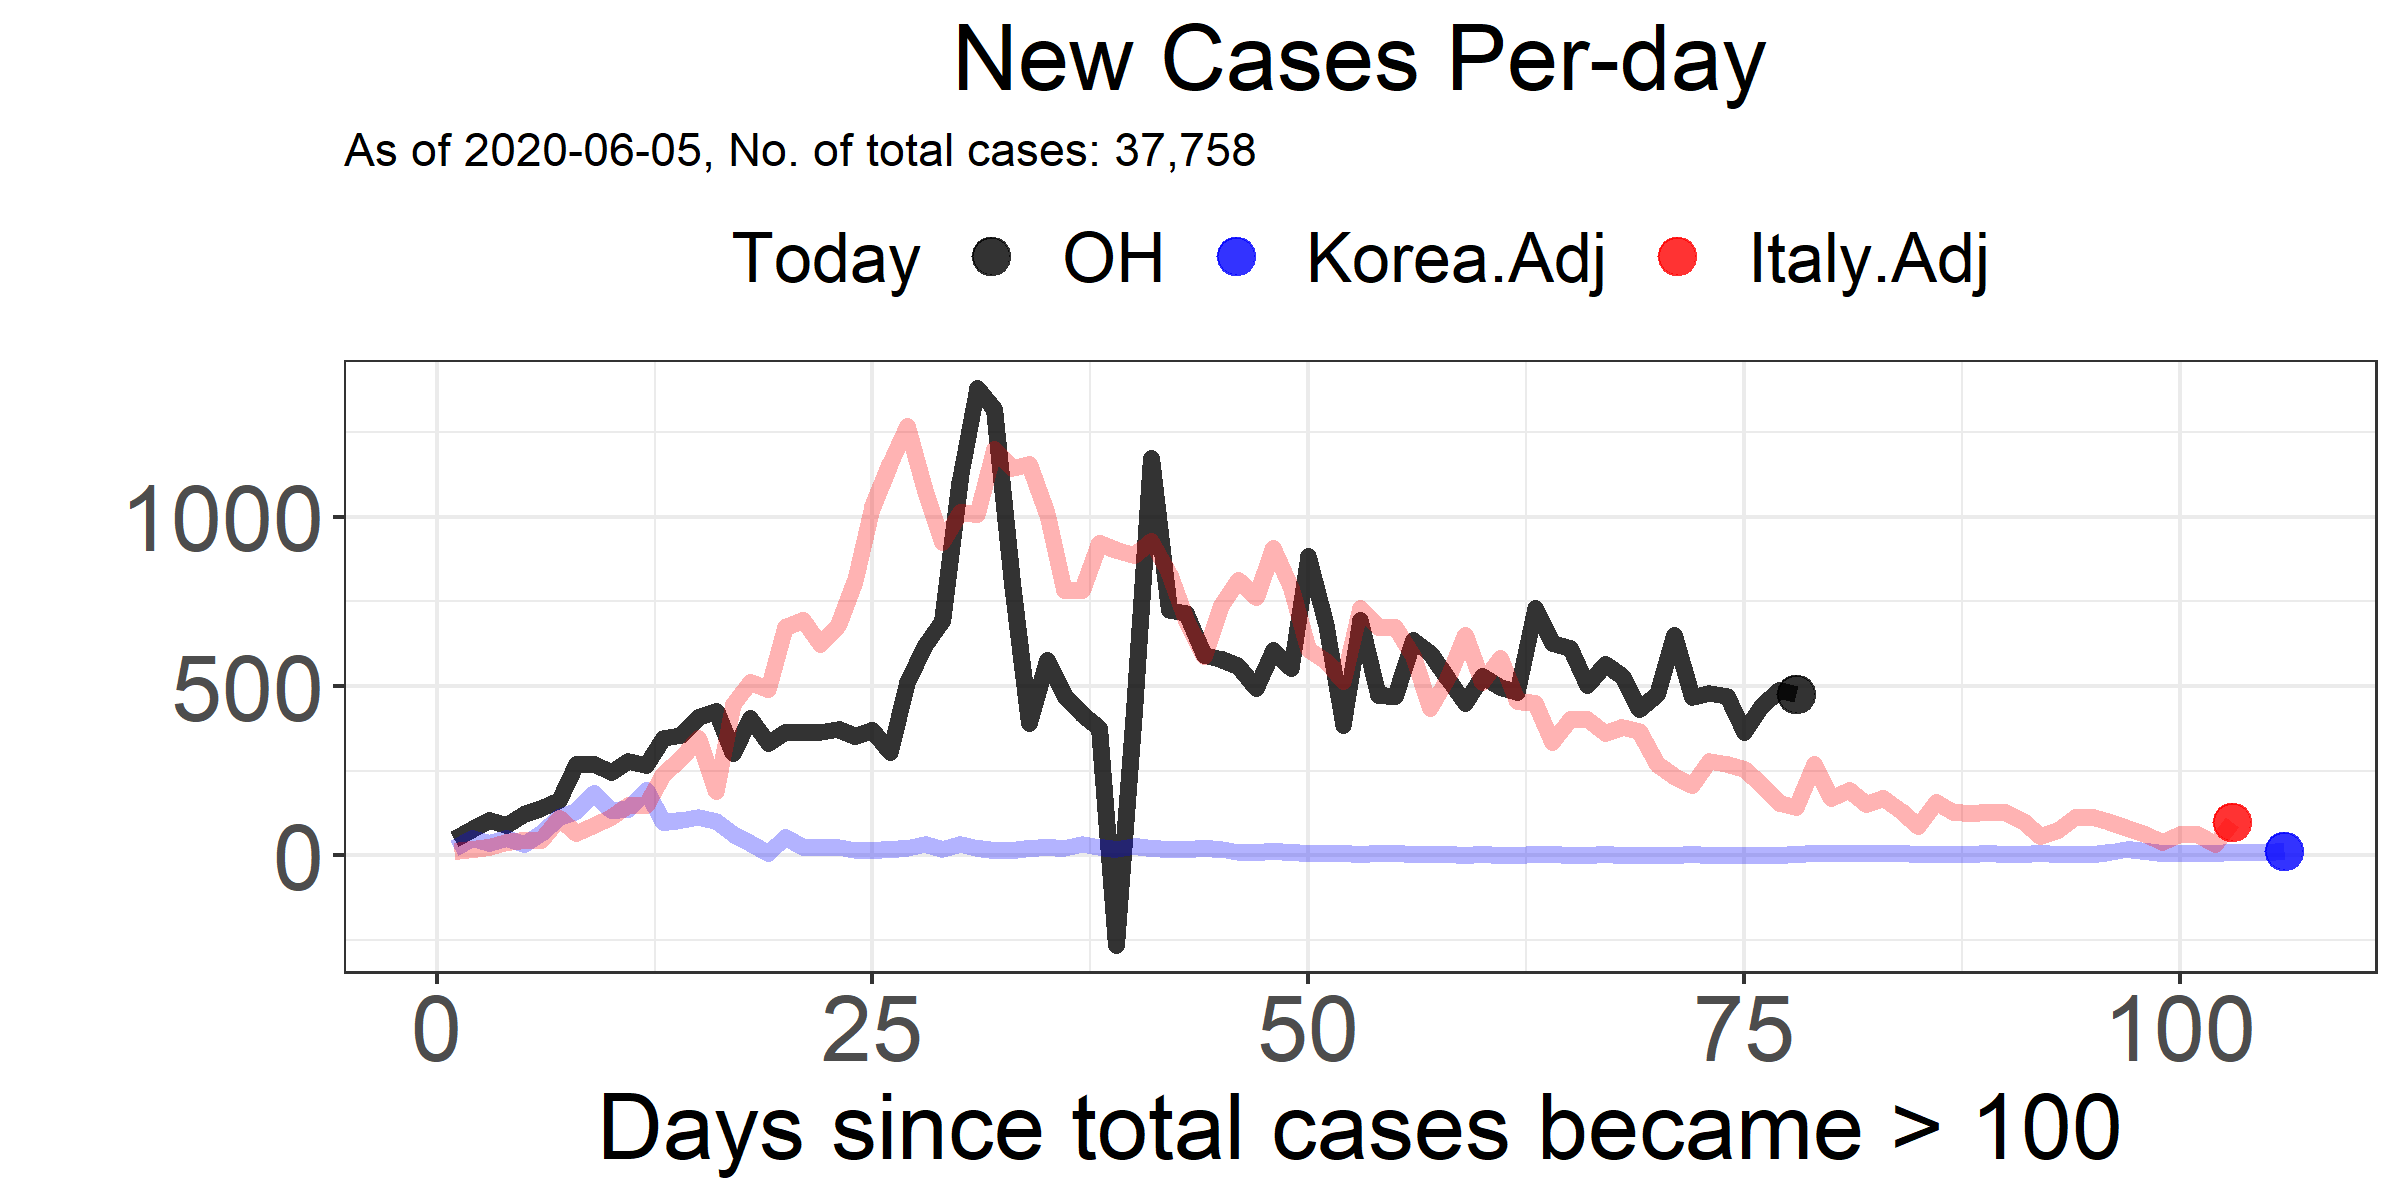 New Cases Per-day
As of 2020-06-05, No. of total cases: 37,758
Today OH Korea.Adj Italy.Adj
1000
500
0
0 25 50 75 100
Days since total cases became > 100